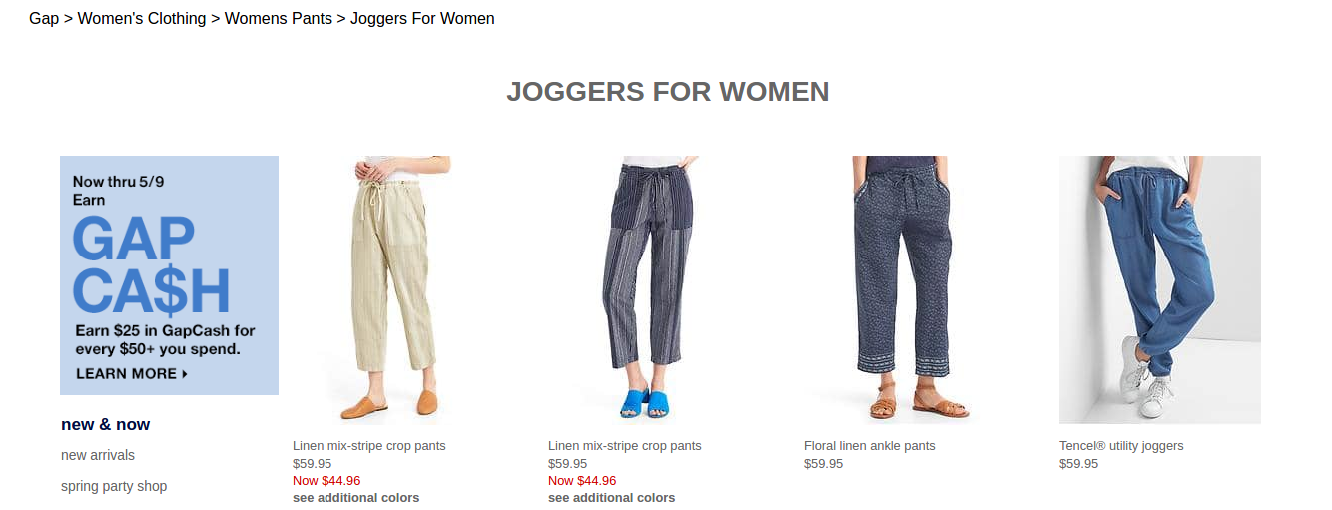 Gap > Women's Clothing > Womens Pants > Joggers For Women
JOGGERS FOR WOMEN
Now thru 5/9
Earn
GAP
CA$H
Earn $25 in GapCash for
every $50+ you spend.
LEARN MORE
new & now
new arrivals
spring party shop
Linen mix-stripe crop pants
$59.95
Now $44.96
see additional colors
Linen mix-stripe crop pants
$59.95
Now $44.96
see additional colors
Floral linen ankle pants
$59.95
Tencel® utility joggers
$59.95